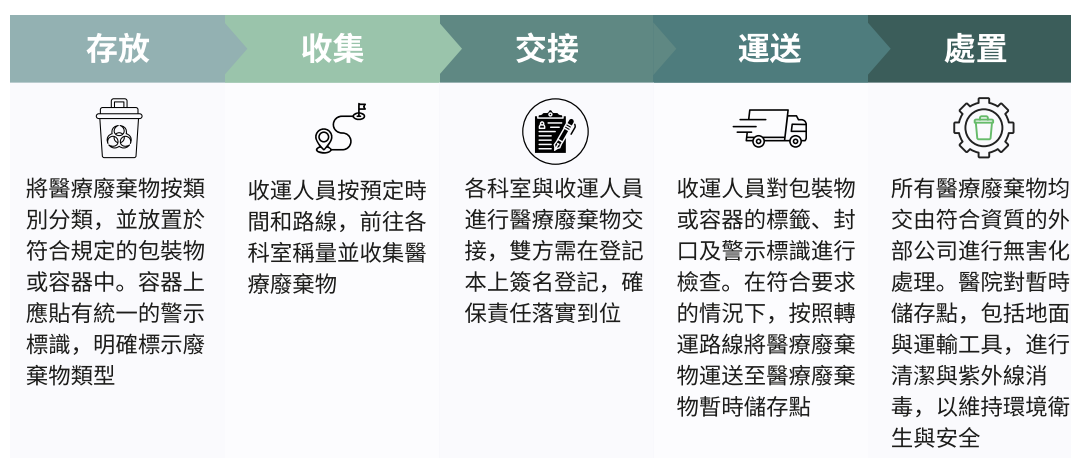 存放
收集
交接
運送
處置
將醫療廢棄物按類
別分類，並放置於
符合規定的包裝物
或容器中。容器上
應貼有統一的警示
標識，明確標示廢
棄物類型
收運人員按預定時
間和路線，前往各
科室稱量並收集醫
療廢棄物
各科室與收運人員
進行醫療廢棄物交
接，雙方需在登記
本上簽名登記，確
保責任落實到位
收運人員對包裝物
或容器的標籤、封
口及警示標識進行
檢查。在符合要求
的情況下，按照轉
運路線將醫療廢棄
物運送至醫療廢棄
物暫時儲存點
所有醫療廢棄物均
交由符合資質的外
部公司進行無害化
處理。醫院對暫時
儲存點，包括地面
與運輸工具，進行
清潔與紫外線消
毒，以維持環境衛
生與安全